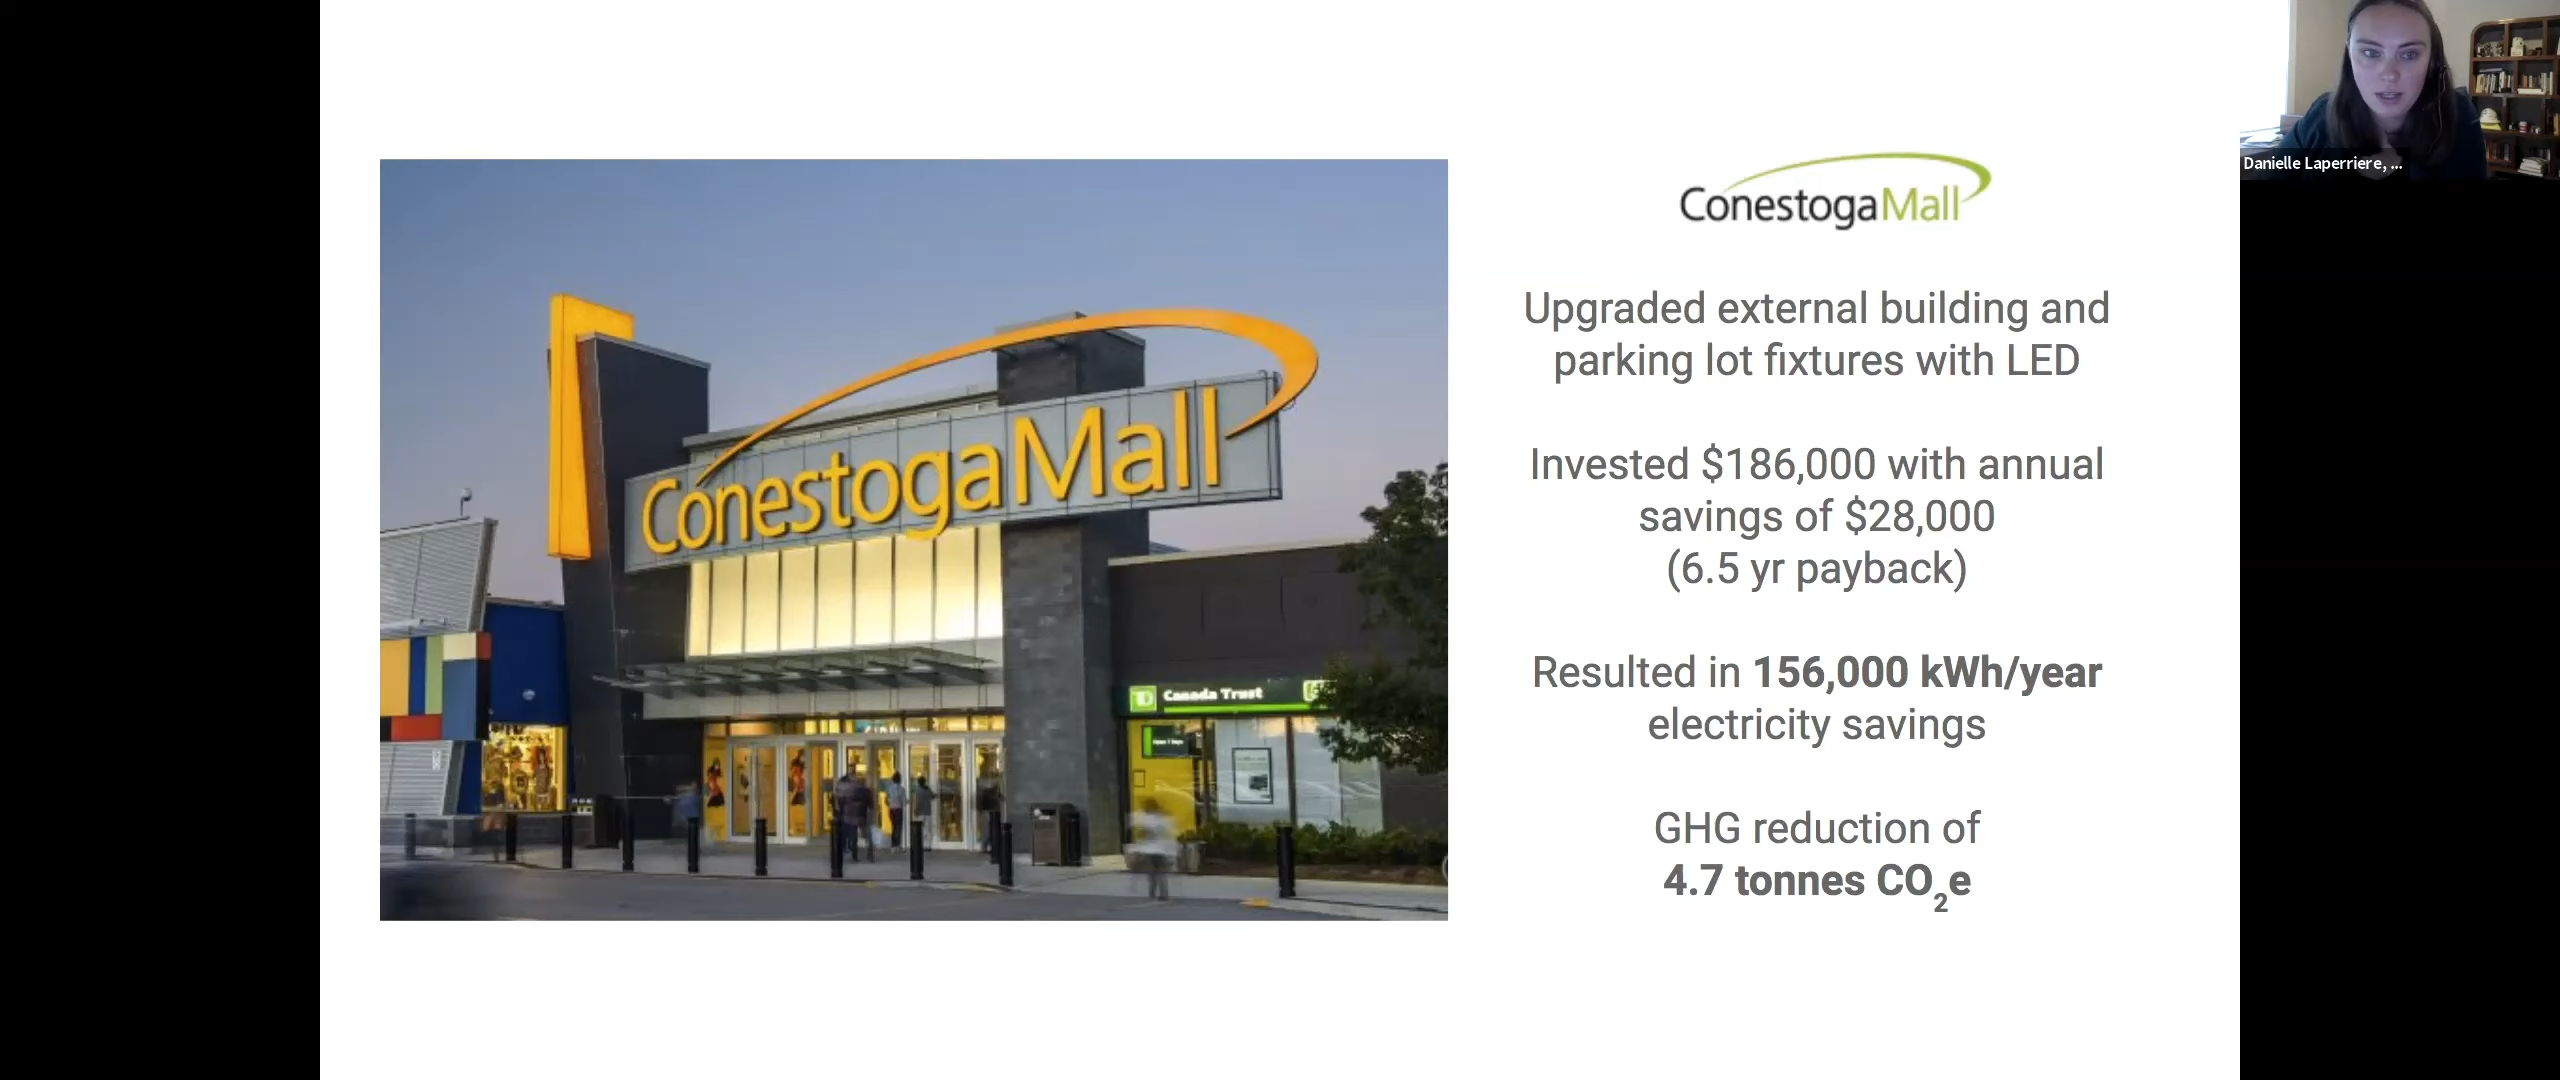 ConestogaMall
Upgraded external building and
parking lot fixtures with LED
Invested $186,000 with annual
savings of $28,000
(6.5 yr payback)
Resulted in 156,000 kWh/year
electricity savings
GHG reduction of
4.7 tonnes CO₂e
ConestogaMall
TD Canada Trust
Danielle Laperriere, ...